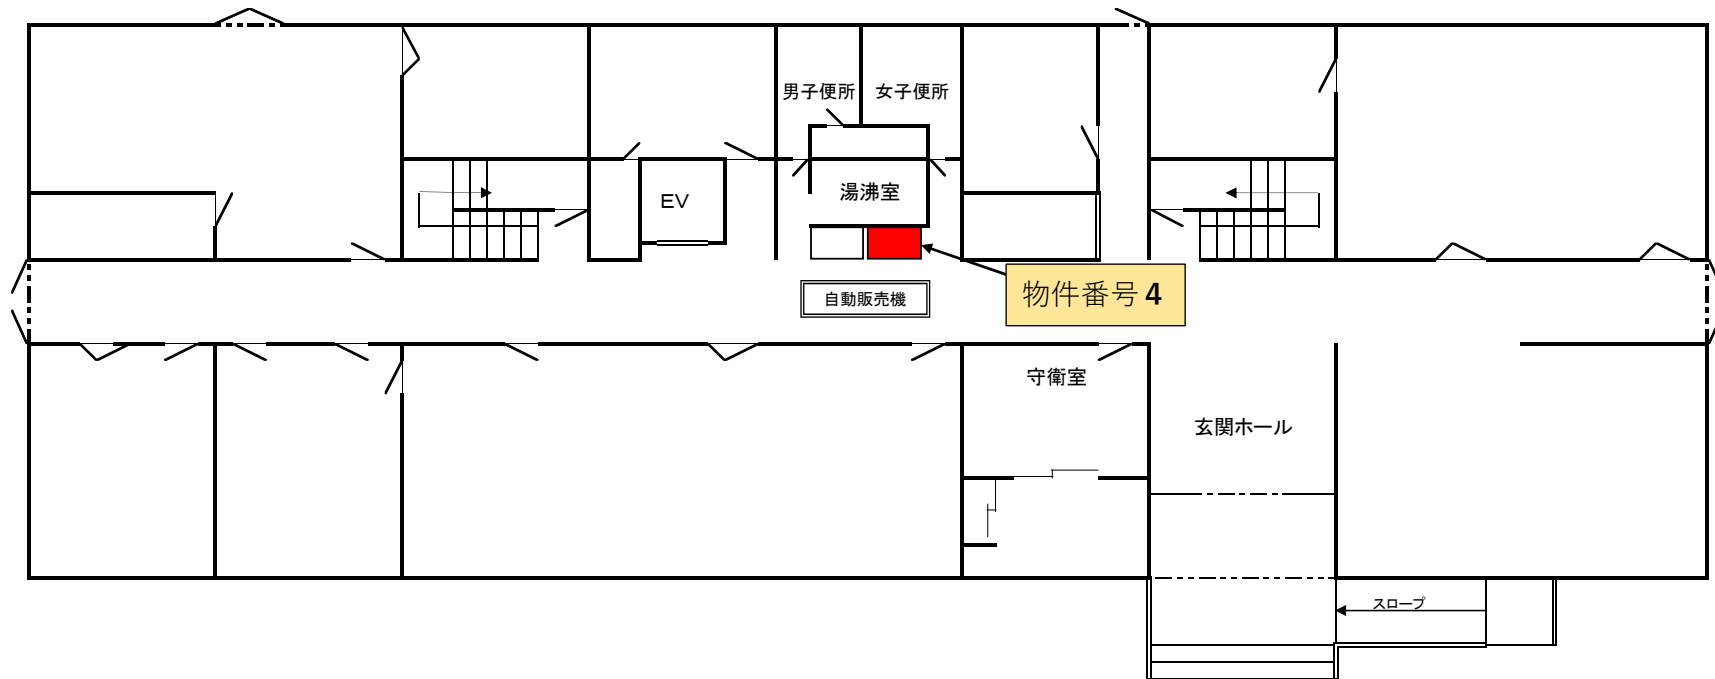 男子便所
女子便所
EV
湯沸室
自動販売機
物件番号4
守衛室
玄関ホール
スロープ